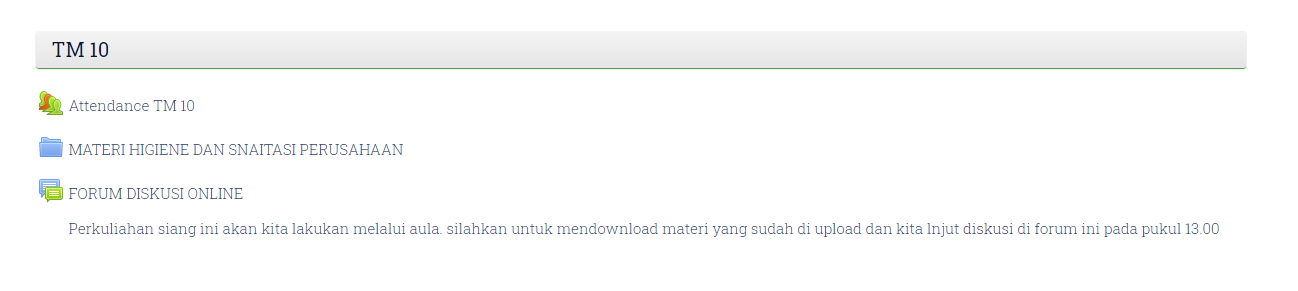 TM 10
Attendance TM 10
MATERI HIGIENE DAN SNAITASI PERUSAHAAN
FORUM DISKUSI ONLINE
Perkuliahan siang ini akan kita lakukan melalui aula. silahkan untuk mendownload materi yang sudah di upload dan kita lnjut diskusi di forum ini pada pukul 13.00